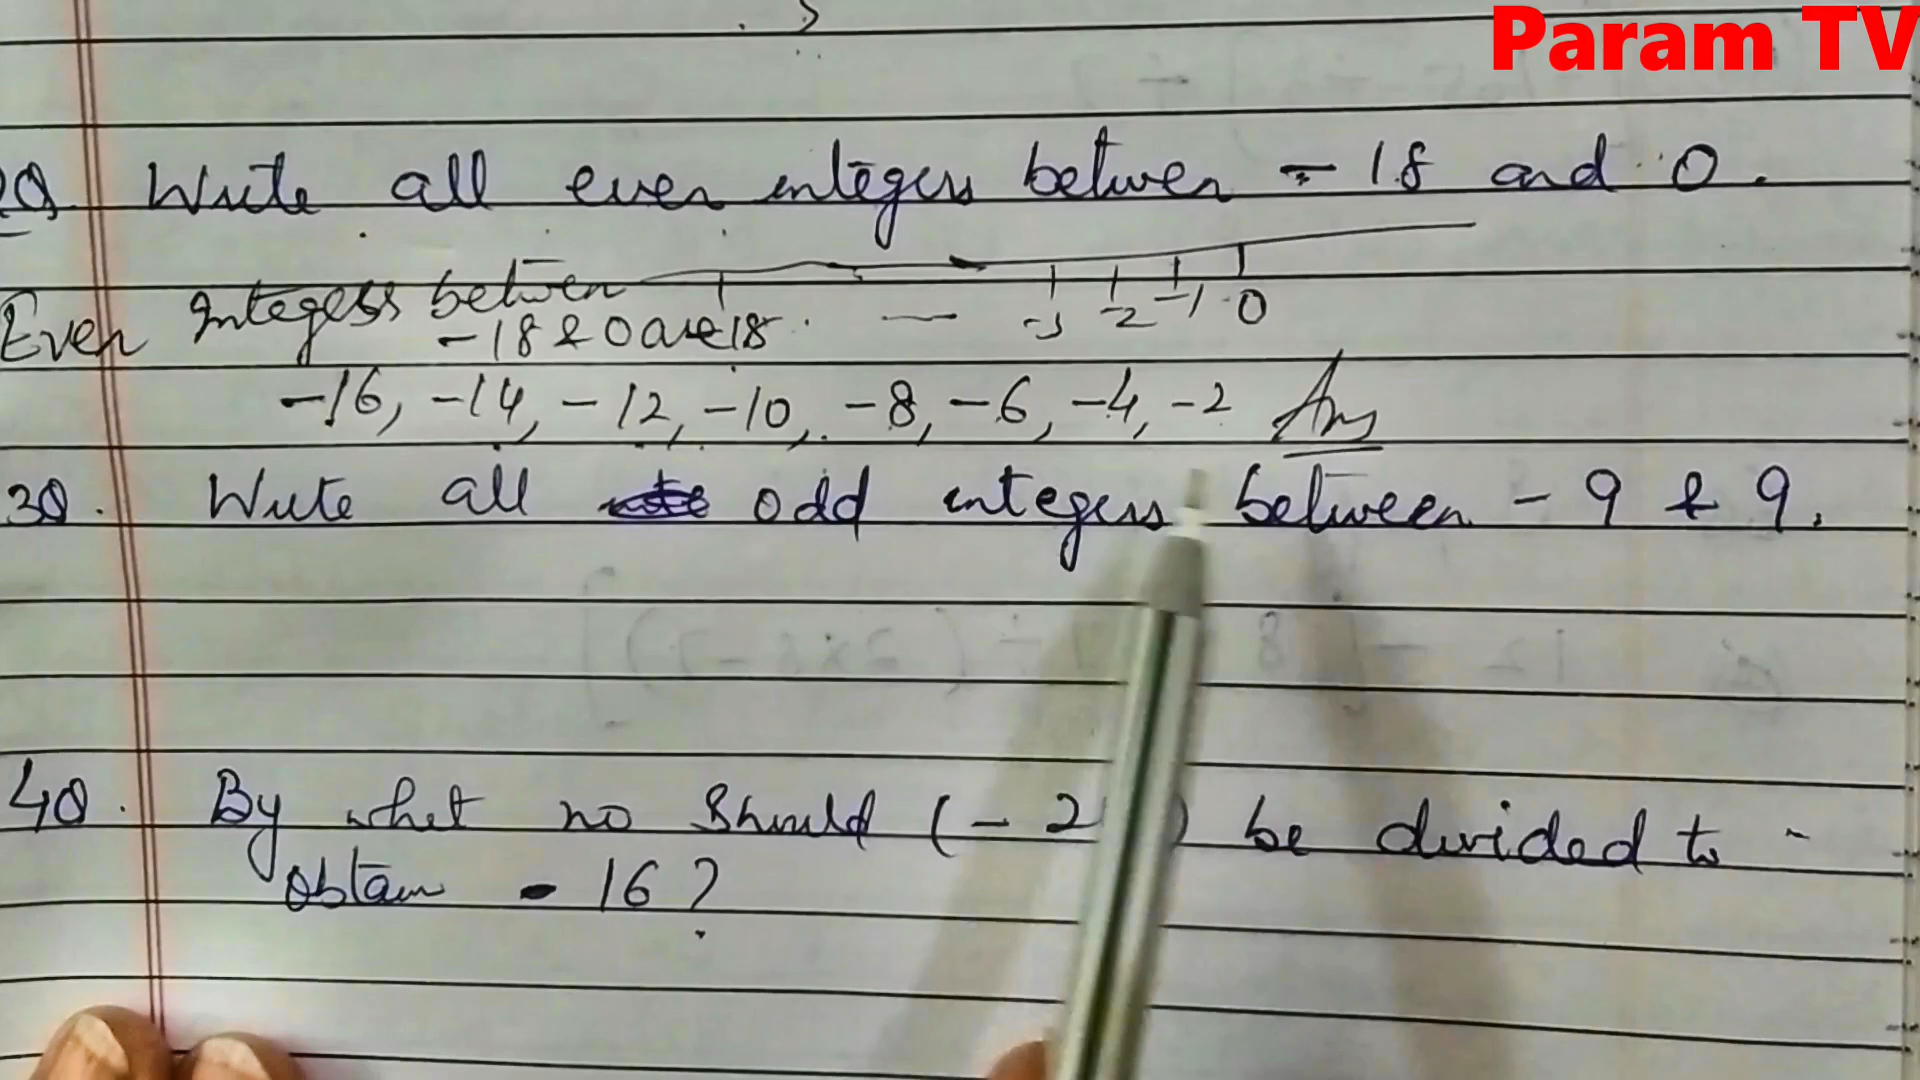 Param TV
2Q. Write all even integers between - 18 and 0.
Even Integers between
- 18 & 0 are
-18 — -3 -2 -1 0
-16, -14, -12, -10, -8, -6, -4, -2 Ans
3Q. Write all odd integers between - 9 & 9.
4Q. By what no should (- 2 ) be divided to
obtain - 16 ?